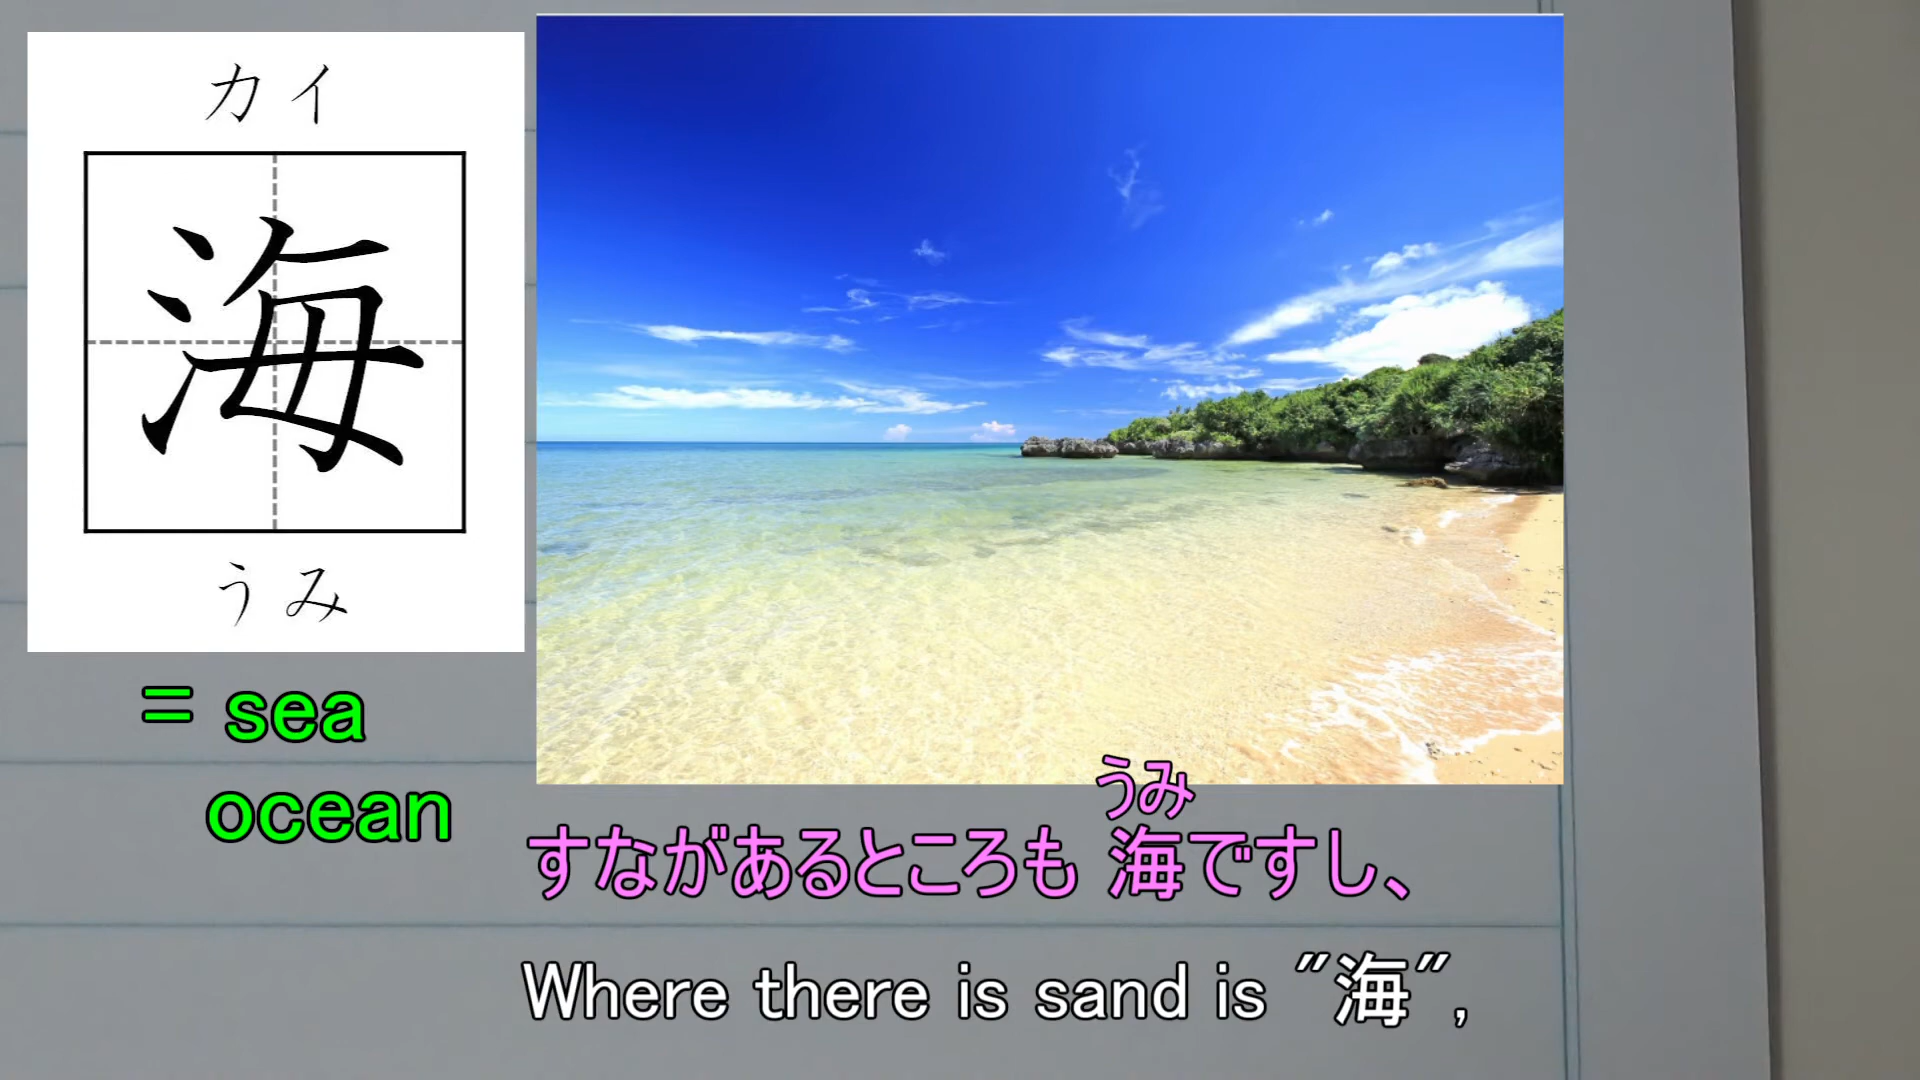 カイ
海
うみ
= sea
ocean
うみ
すながあるところも 海ですし、
Where there is sand is "海",